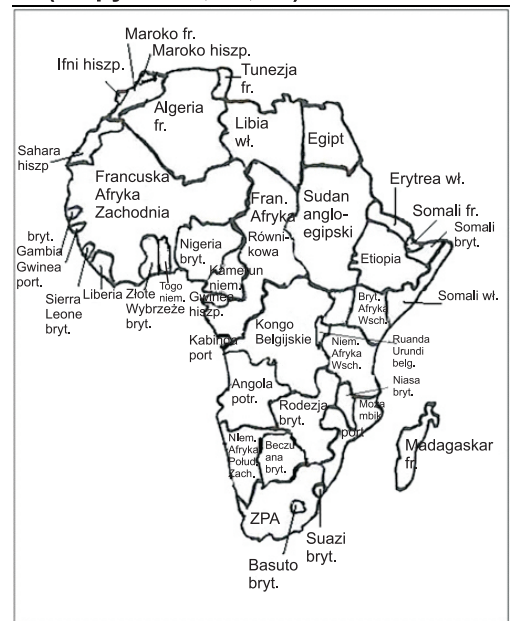 Maroko fr.
Maroko hiszp.
Ifni hiszp.
Tunezja
fr.
Algeria
fr.
Libia
wł.
Egipt
Sahara
hiszp
Francuska
Afryka
Zachodnia
Fran.
Afryka
Równi-
kowa
Sudan
anglo-
egipski
Erytrea wł.
Somali fr.
Somali
bryt.
bryt.
Gambia
Gwinea
port.
Nigeria
bryt.
Kamerun
niem.
Etiopia
Sierra
Leone
bryt.
Liberia
Złote
Wybrzeże
bryt.
Togo
niem.
Gwinea
hiszp.
Bryt.
Afryka
Wsch.
Somali wł.
Kabinda
port
Kongo
Belgijskie
Niem.
Afryka
Wsch.
Ruanda
Urundi
belg.
Niasa
bryt.
Angola
potr.
Rodezja
bryt.
Moza
mbik
port
Madagaskar
fr.
Niem.
Afryka
Połud.
Zach.
Beczu
ana
bryt.
ZPA
Suazi
bryt.
Basuto
bryt.